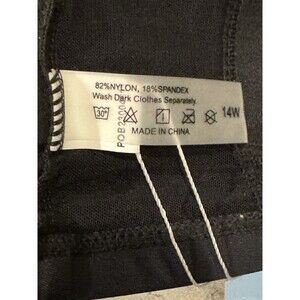 82%NYLON, 18%SPANDEX
Wash Dark Clothes Separately.
30° 14W
MADE IN CHINA